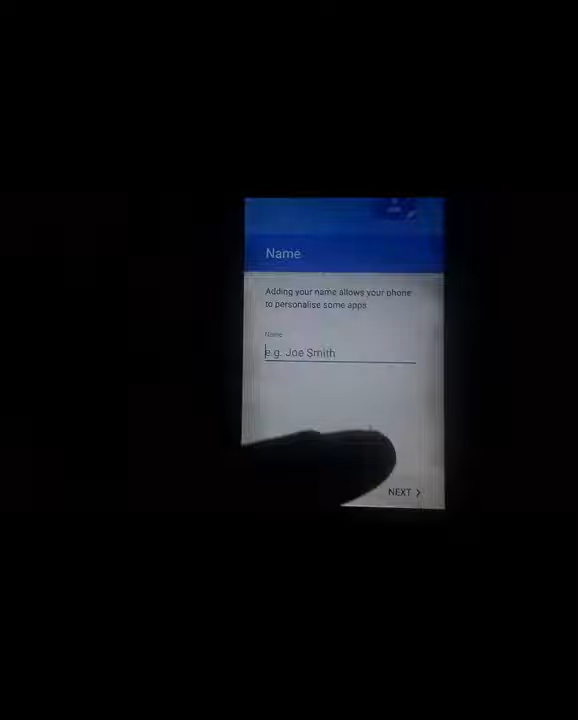 Name
Adding your name allows your phone
to personalise some apps
Name
e.g. Joe Smith
NEXT >